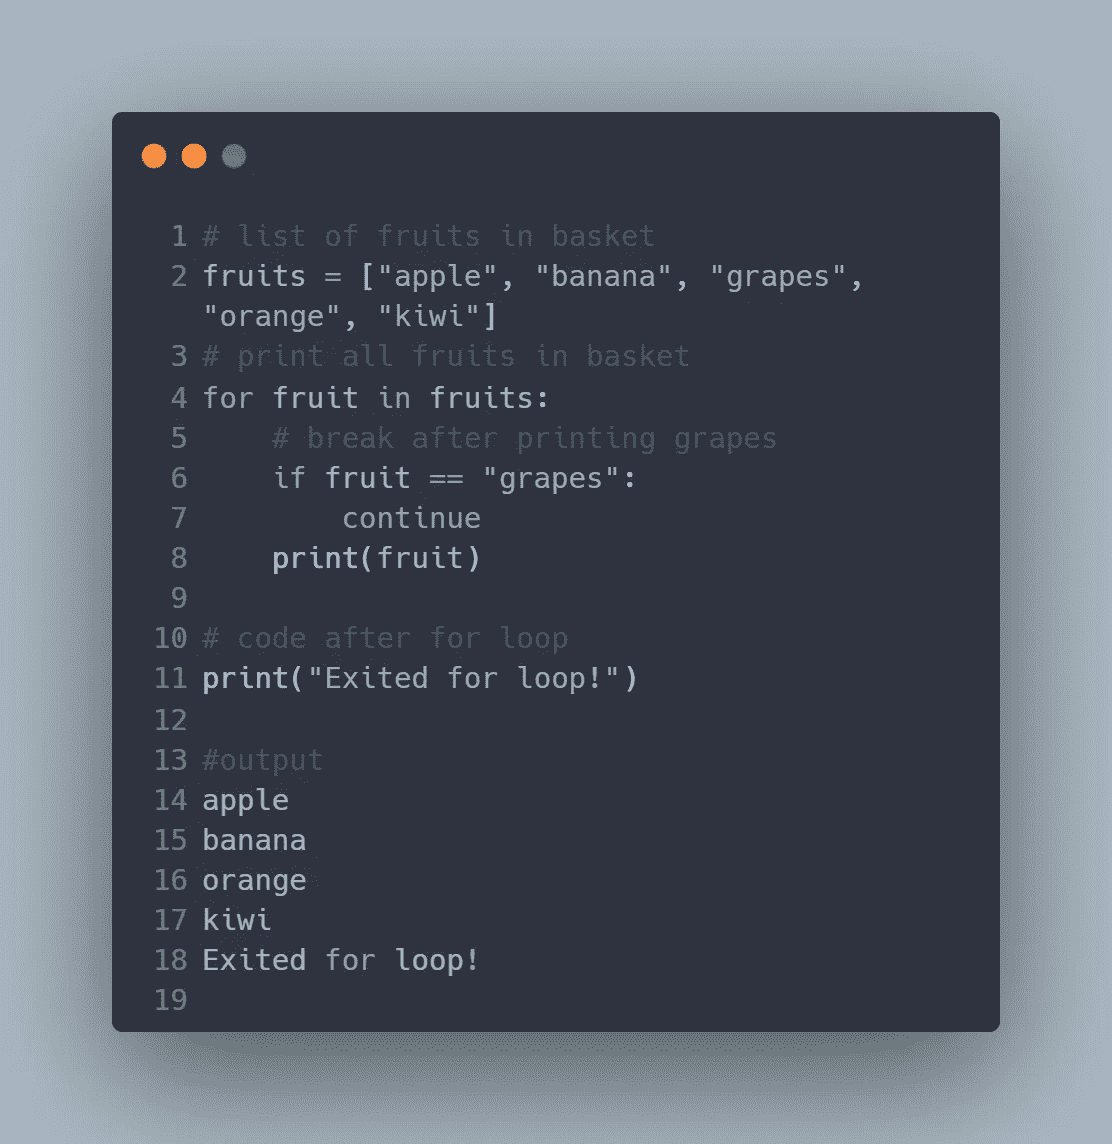 1 # list of fruits in basket
2 fruits = ["apple", "banana", "grapes",
"orange", "kiwi"]
3 # print all fruits in basket
4 for fruit in fruits:
5     # break after printing grapes
6     if fruit == "grapes":
7         continue
8     print(fruit)
9
10 # code after for loop
11 print("Exited for loop!")
12
13 #output
14 apple
15 banana
16 orange
17 kiwi
18 Exited for loop!
19